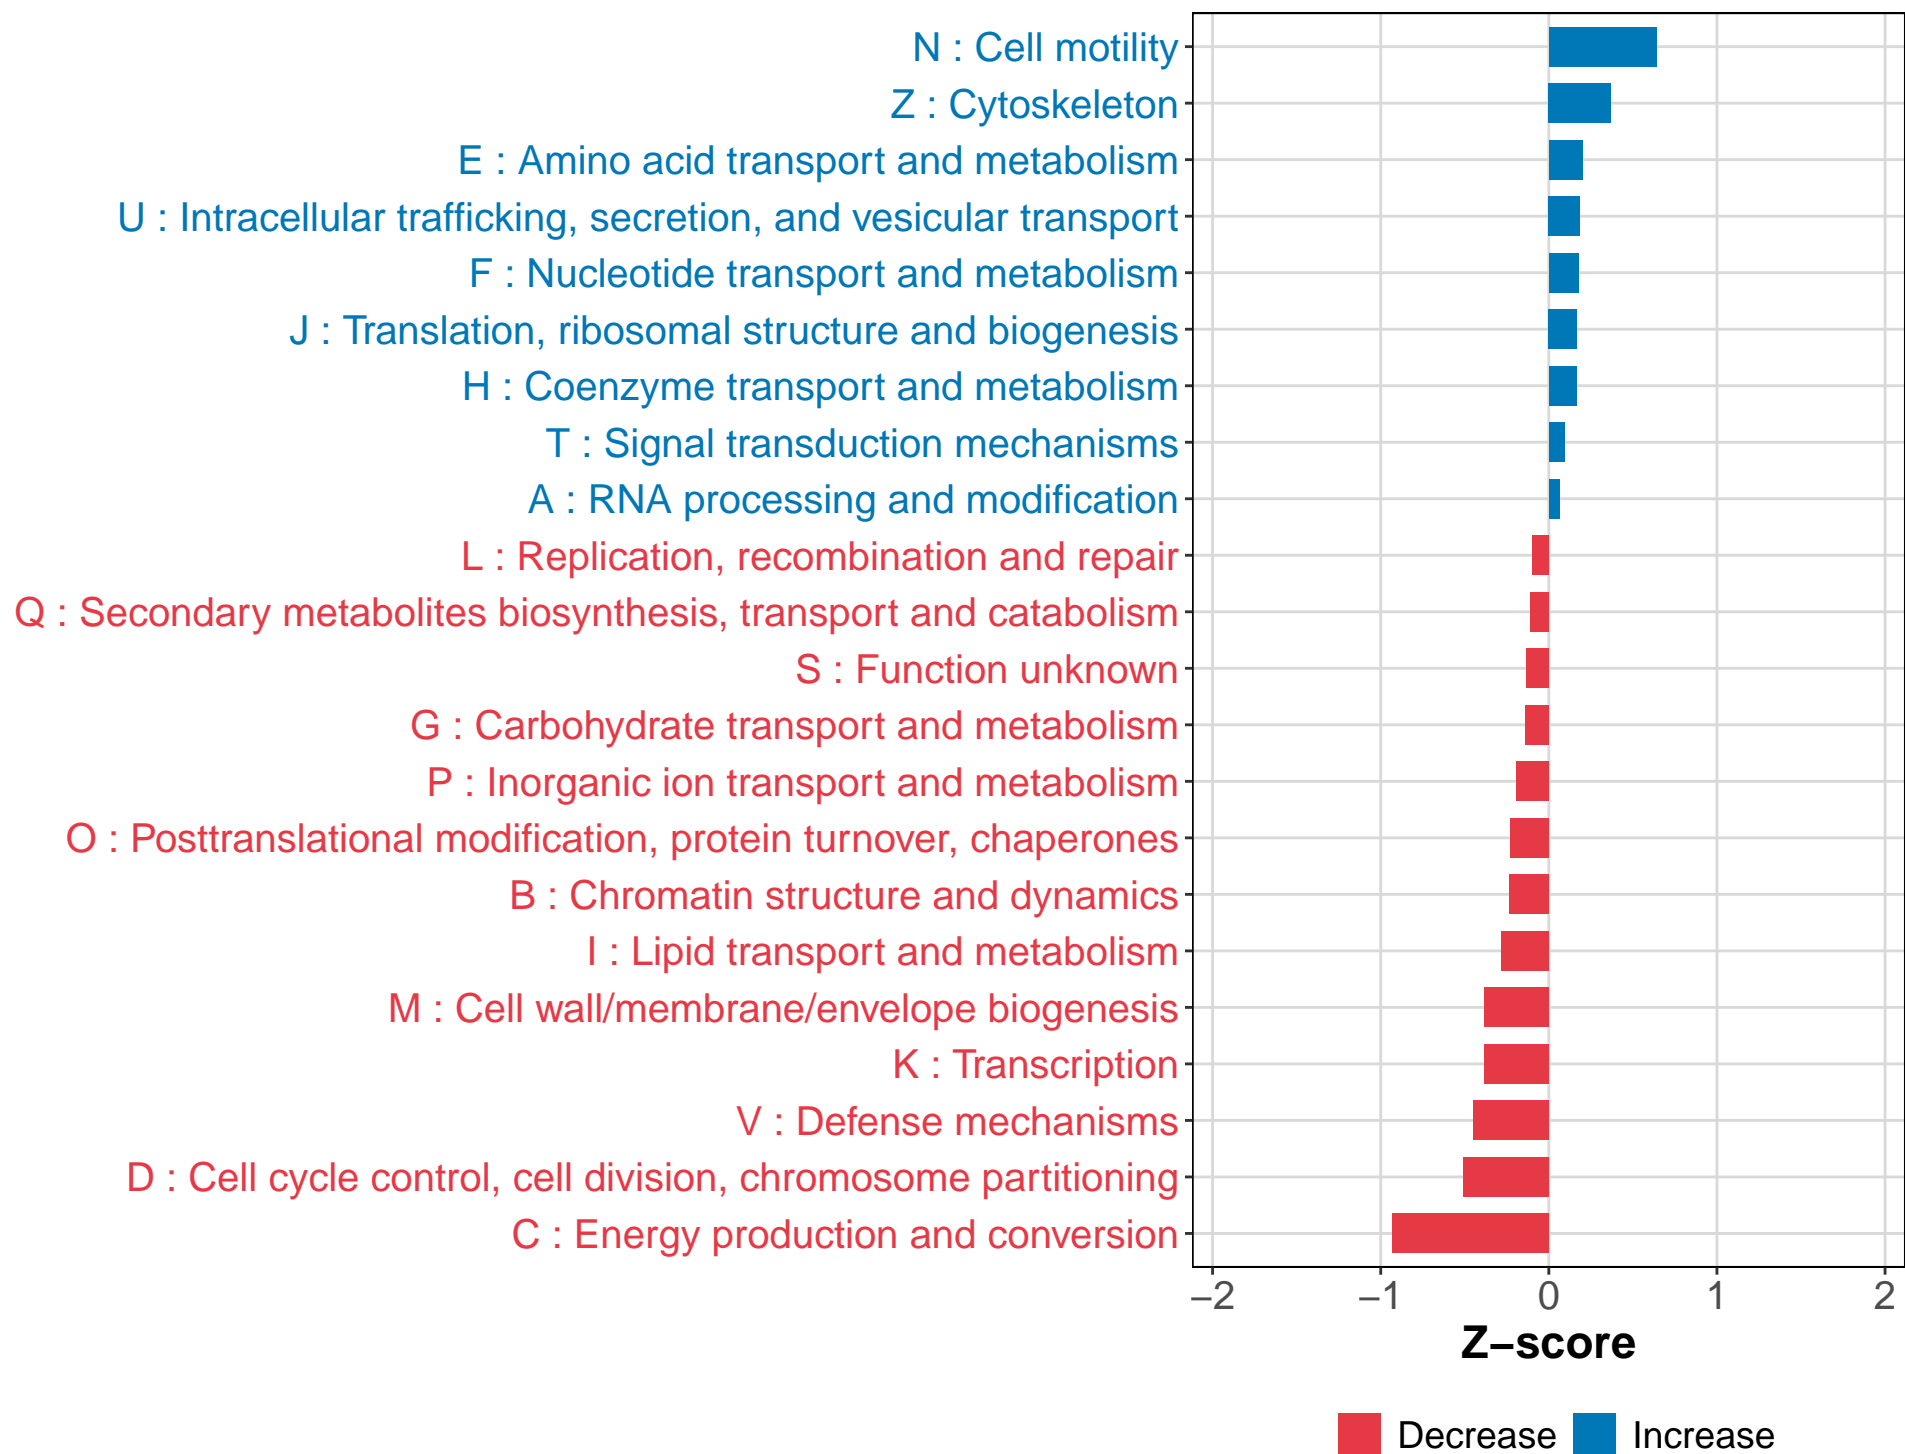 N : Cell motility
Z : Cytoskeleton
E : Amino acid transport and metabolism
U : Intracellular trafficking, secretion, and vesicular transport
F : Nucleotide transport and metabolism
J : Translation, ribosomal structure and biogenesis
H : Coenzyme transport and metabolism
T : Signal transduction mechanisms
A : RNA processing and modification
L : Replication, recombination and repair
Q : Secondary metabolites biosynthesis, transport and catabolism
S : Function unknown
G : Carbohydrate transport and metabolism
P : Inorganic ion transport and metabolism
O : Posttranslational modification, protein turnover, chaperones
B : Chromatin structure and dynamics
I : Lipid transport and metabolism
M : Cell wall/membrane/envelope biogenesis
K : Transcription
V : Defense mechanisms
D : Cell cycle control, cell division, chromosome partitioning
C : Energy production and conversion
−2 −1 0 1 2
Z−score
Decrease Increase